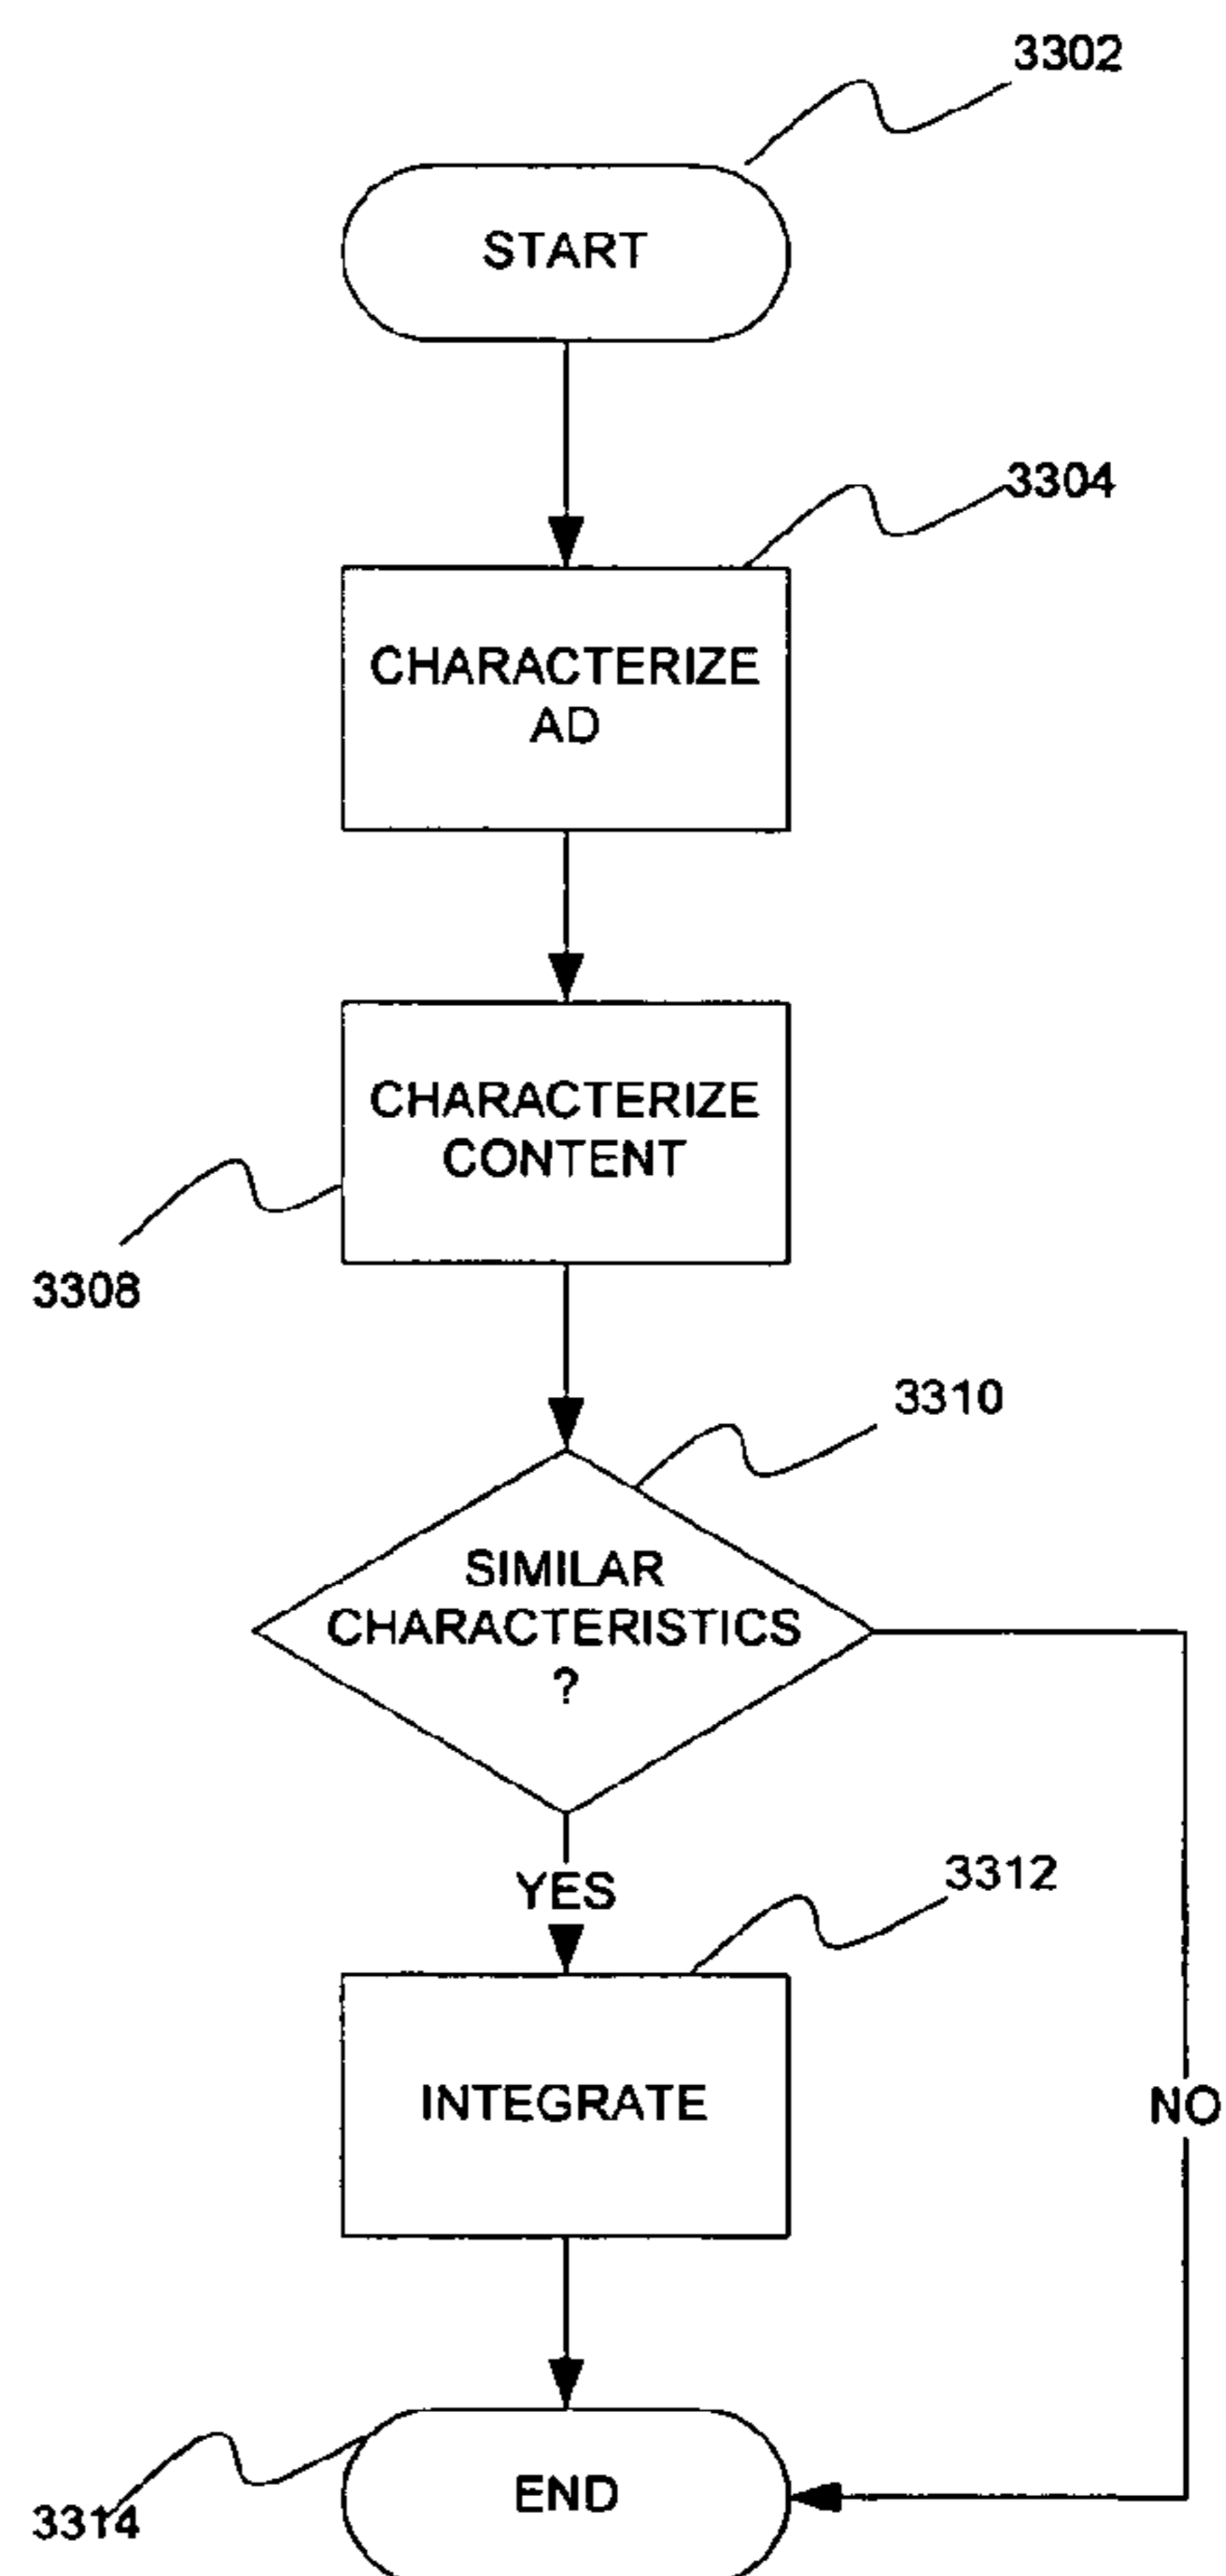 3302
START
3304
CHARACTERIZE
AD
CHARACTERIZE
CONTENT
3308
3310
SIMILAR
CHARACTERISTICS
?
YES
3312
INTEGRATE
NO
END
3314